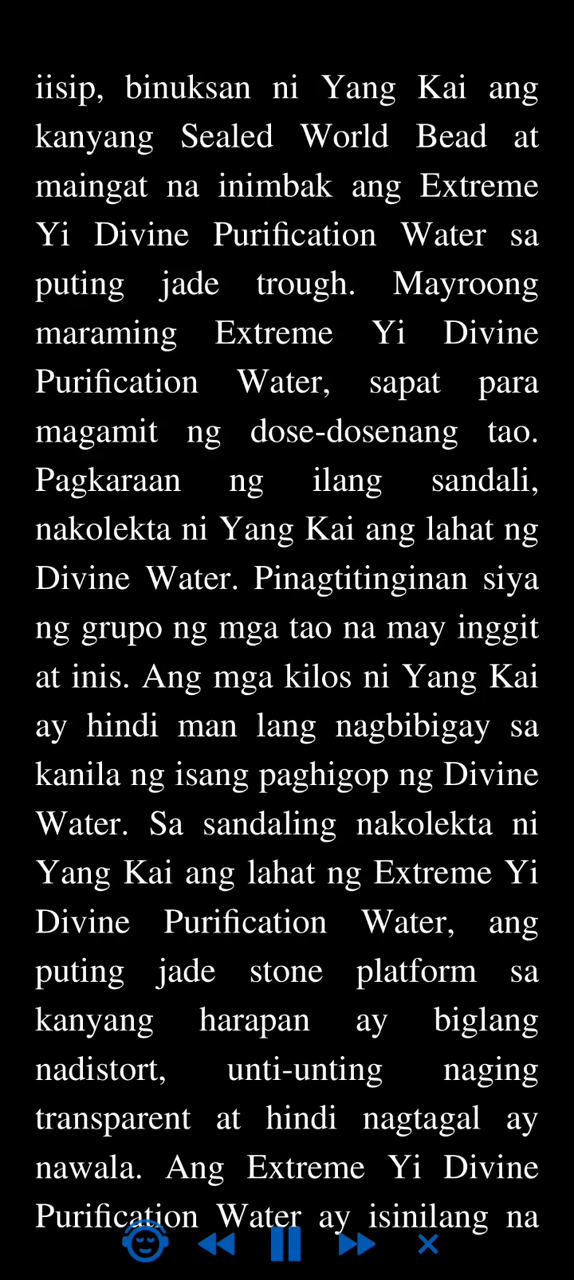 iisip, binuksan ni Yang Kai ang
kanyang Sealed World Bead at
maingat na inimbak ang Extreme
Yi Divine Purification Water sa
puting jade trough. Mayroong
maraming Extreme Yi Divine
Purification Water, sapat para
magamit ng dose-dosenang tao.
Pagkaraan ng ilang sandali,
nakolekta ni Yang Kai ang lahat ng
Divine Water. Pinagtitinginan siya
ng grupo ng mga tao na may inggit
at inis. Ang mga kilos ni Yang Kai
ay hindi man lang nagbibigay sa
kanila ng isang paghigop ng Divine
Water. Sa sandaling nakolekta ni
Yang Kai ang lahat ng Extreme Yi
Divine Purification Water, ang
puting jade stone platform sa
kanyang harapan ay biglang
nadistort, unti-unting naging
transparent at hindi nagtagal ay
nawala. Ang Extreme Yi Divine
Purification Water ay isinilang na